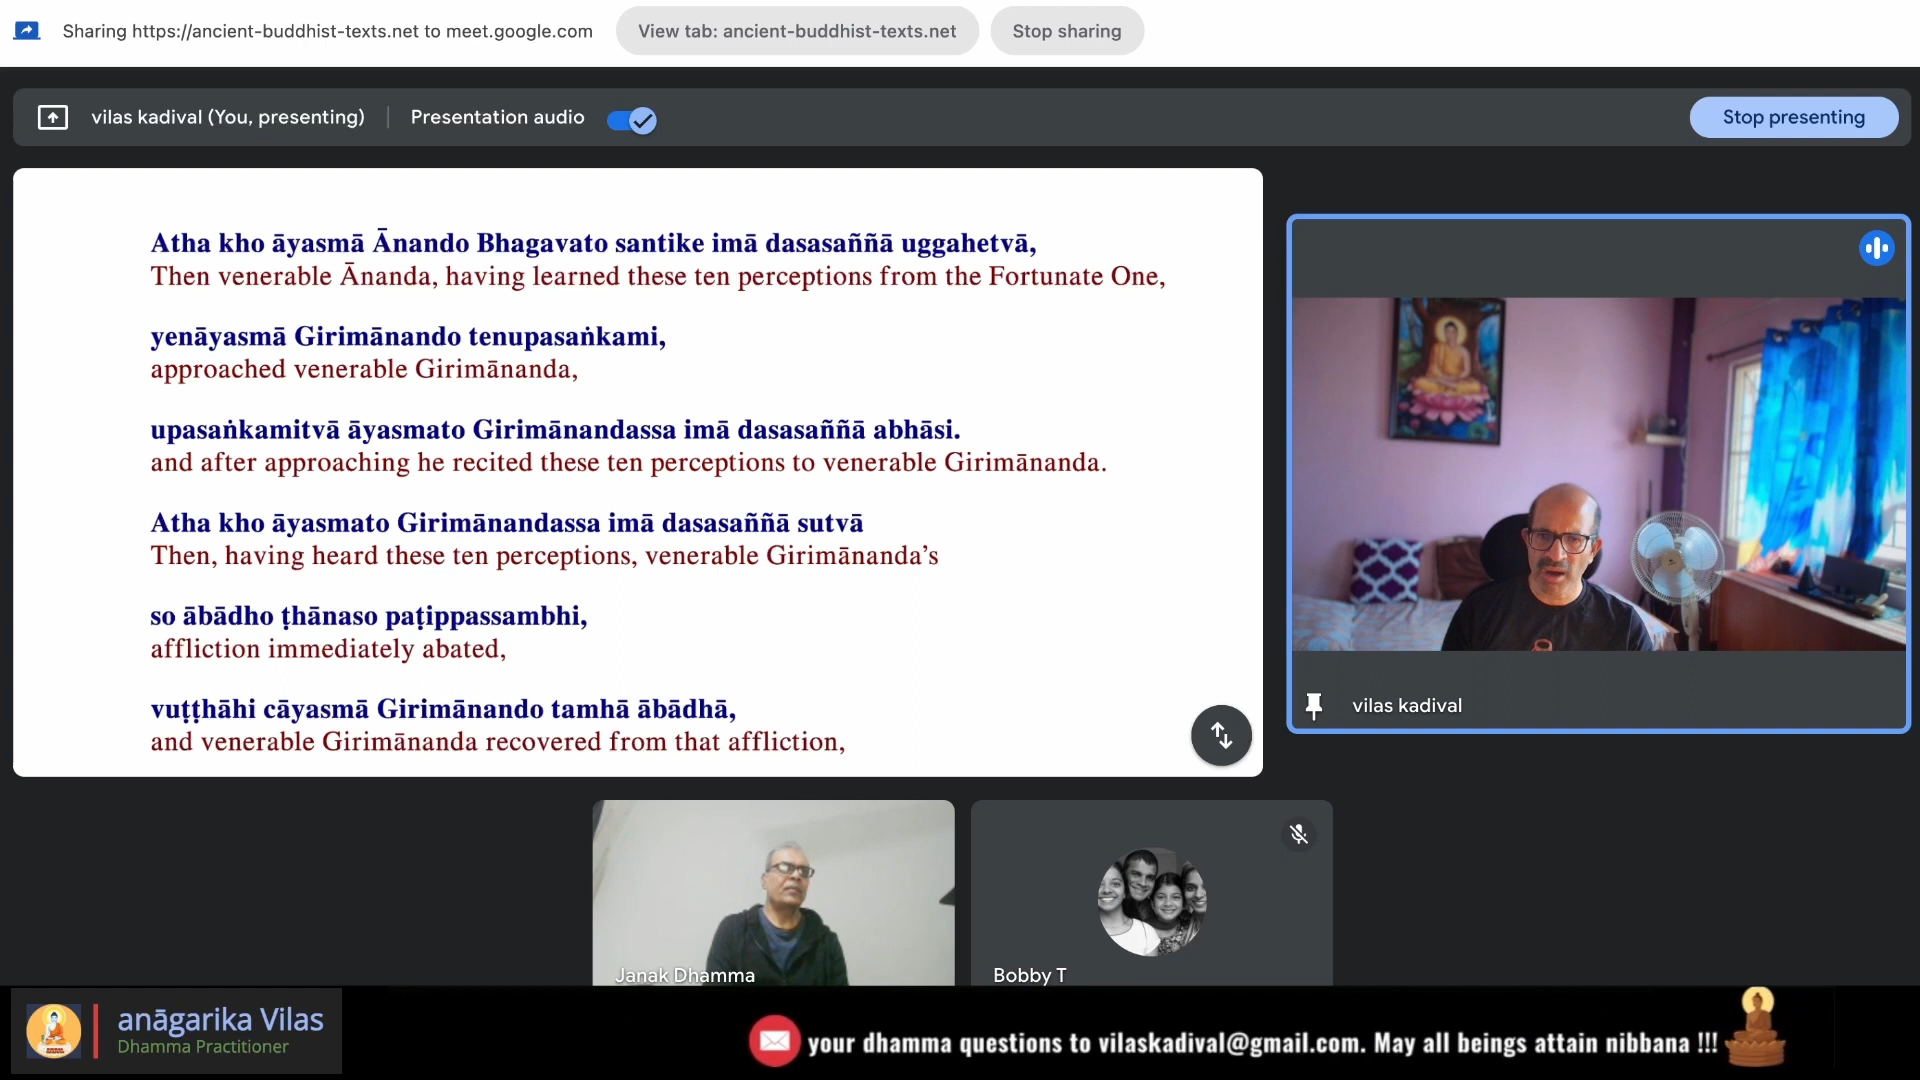 Sharing https://ancient-buddhist-texts.net to meet.google.com
View tab: ancient-buddhist-texts.net
Stop sharing
vilas kadival (You, presenting)
Presentation audio
Stop presenting
Atha kho āyasmā Ānando Bhagavato santike imā dasasaññā uggahetvā,
Then venerable Ānanda, having learned these ten perceptions from the Fortunate One,
yenāyasmā Girimānando tenupasaṅkami,
approached venerable Girimānanda,
upasaṅkamitvā āyasmato Girimānandassa imā dasasaññā abhāsi.
and after approaching he recited these ten perceptions to venerable Girimānanda.
Atha kho āyasmato Girimānandassa imā dasasaññā sutvā
Then, having heard these ten perceptions, venerable Girimānanda’s
so ābādho ṭhānaso paṭippassambhi,
affliction immediately abated,
vuṭṭhāhi cāyasmā Girimānando tamhā ābādhā,
and venerable Girimānanda recovered from that affliction,
vilas kadival
Janak Dhamma
Bobby T
anāgarika Vilas
Dhamma Practitioner
your dhamma questions to vilaskadival@gmail.com. May all beings attain nibbana !!!